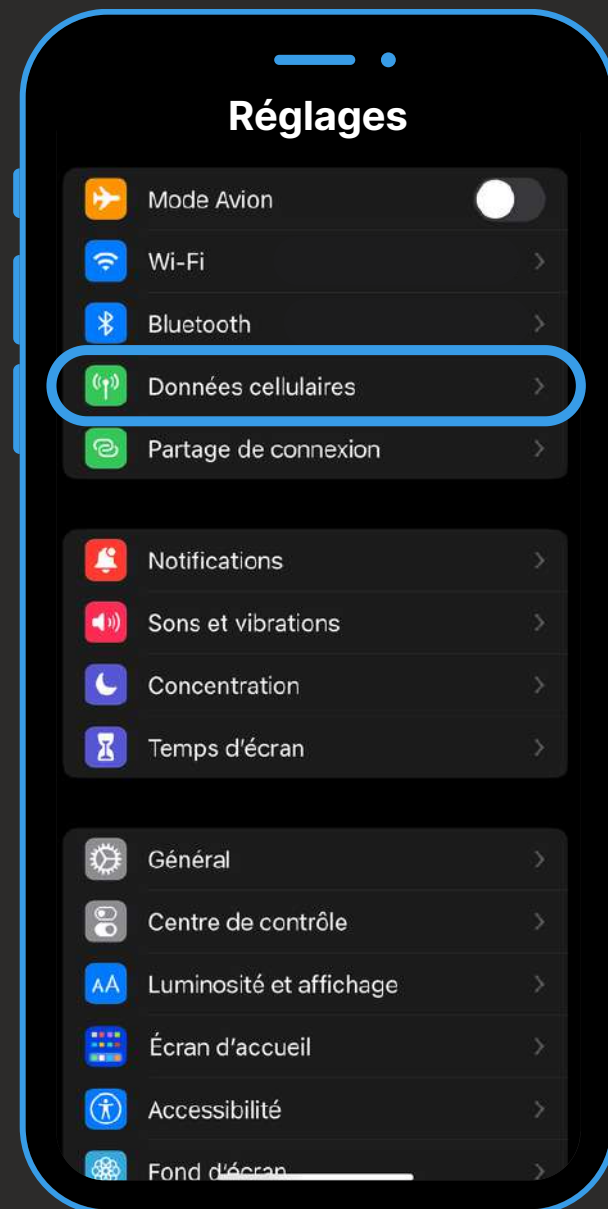 Réglages
Mode Avion
Wi-Fi
Bluetooth
Données cellulaires
Partage de connexion
Notifications
Sons et vibrations
Concentration
Temps d'écran
Général
Centre de contrôle
AA Luminosité et affichage
Écran d'accueil
Accessibilité
Fond d'écran